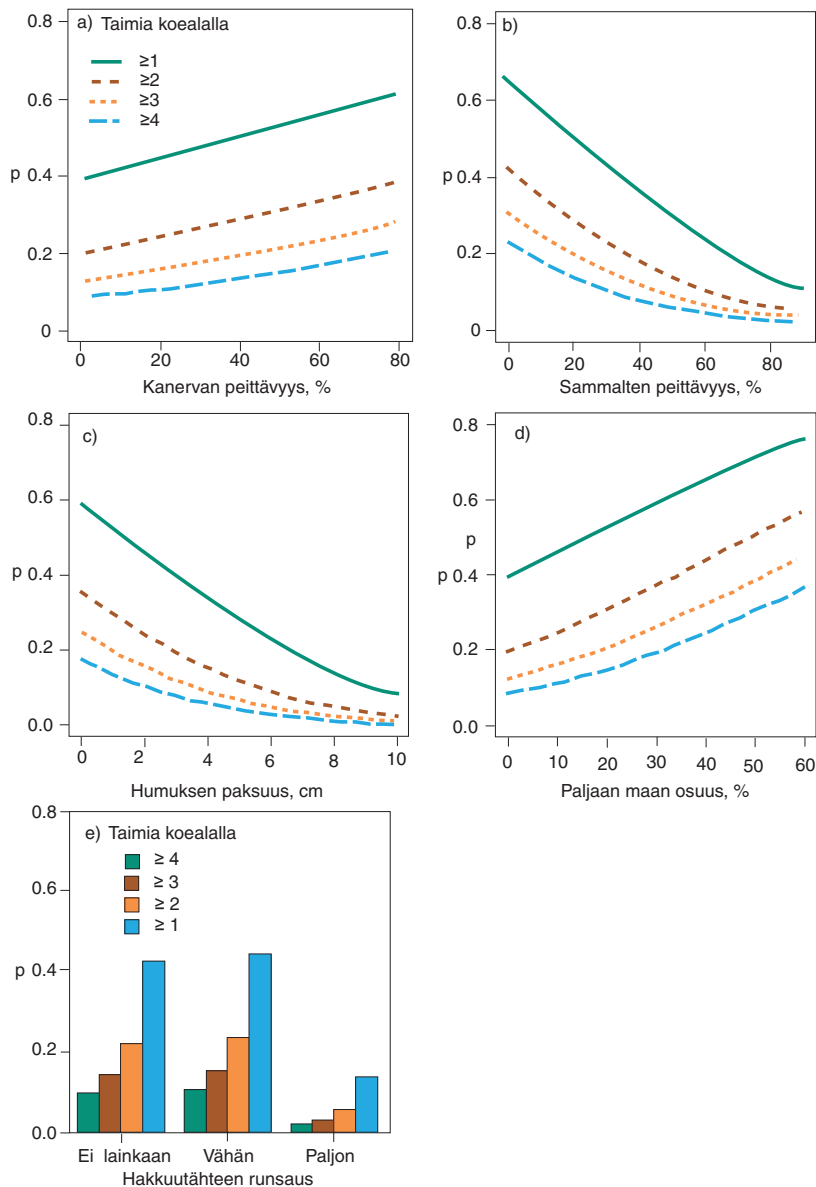 a) Taimia koealalla
≥1
≥2
≥3
≥4
0.8
0.6
p 0.4
0.2
0
0 20 40 60 80
Kanervan peittävyys, %
b)
0.8
0.6
p 0.4
0.2
0
0 20 40 60 80
Sammalten peittävyys, %
c)
0.8
0.6
p 0.4
0.2
0.0
0 2 4 6 8 10
Humuksen paksuus, cm
d)
0.8
0.6
p
p 0.4
0.2
0.0
0 10 20 30 40 50 60
Paljaan maan osuus, %
e) Taimia koealalla
≥ 4
≥ 3
≥ 2
≥ 1
0.8
0.6
p 0.4
0.2
0.0
Ei lainkaan Vähän Paljon
Hakkuutähteen runsaus